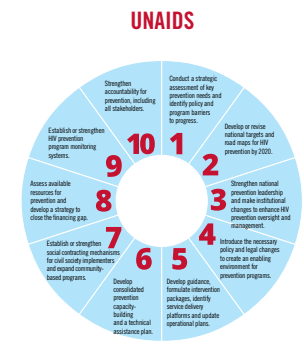 UNAIDS
1
Conduct a strategic
assessment of key
prevention needs and
identify policy and
program barriers
to progress.
2
Develop or revise
national targets and
road maps for HIV
prevention by 2020.
3
Strengthen national
prevention leadership
and make institutional
changes to enhance HIV
prevention oversight and
management.
4
Introduce the necessary
policy and legal changes
to create an enabling
environment for
prevention programs.
5
Develop guidance,
formulate intervention
packages, identify
service delivery
platforms and update
operational plans.
6
Develop
consolidated
prevention
capacity-
building
and a technical
assistance plan.
7
Establish or strengthen
social contracting mechanisms
for civil society implementers
and expand community-
based programs.
8
Assess available
resources for
prevention and
develop a strategy to
close the financing gap.
9
Establish or strengthen
HIV prevention
program monitoring
systems.
10
Strengthen
accountability for
prevention, including
all stakeholders.